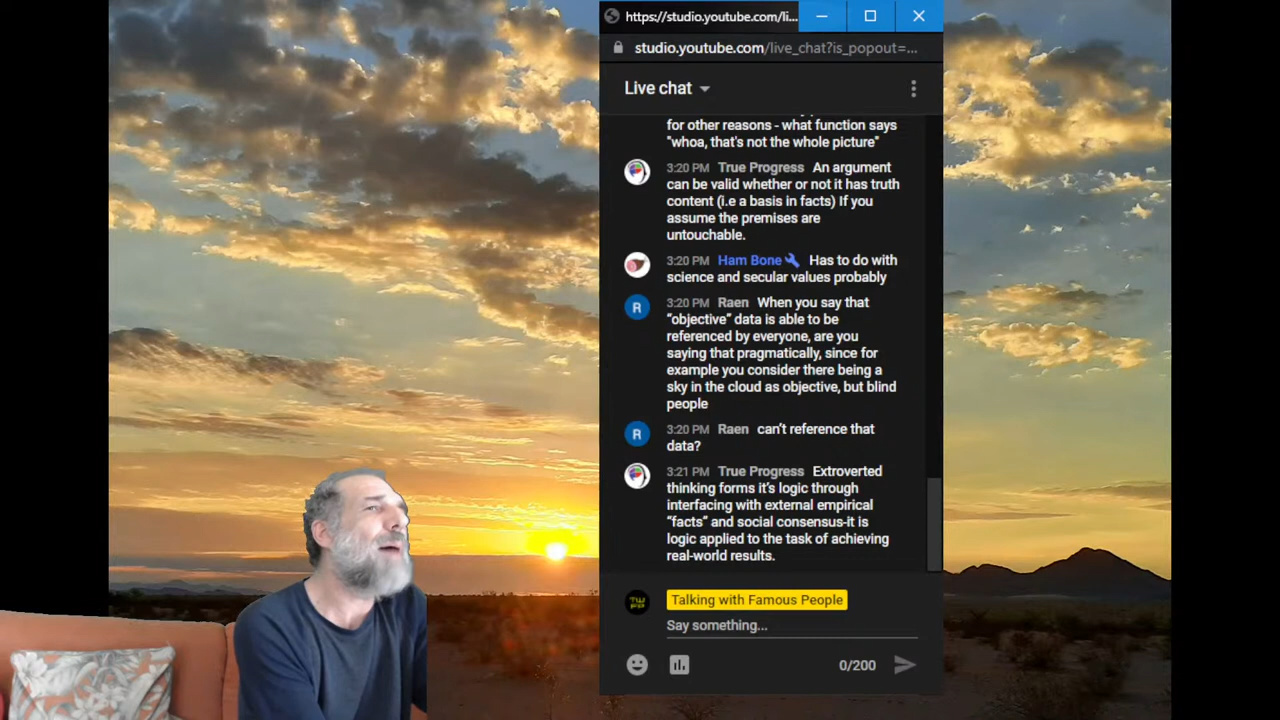 https://studio.youtube.com/li...
studio.youtube.com/live_chat?is_popout=...
Live chat
for other reasons - what function says
"whoa, that's not the whole picture"
3:20 PM True Progress An argument
can be valid whether or not it has truth
content (i.e a basis in facts) If you
assume the premises are
untouchable.
3:20 PM Ham Bone Has to do with
science and secular values probably
R
3:20 PM Raen When you say that
“objective” data is able to be
referenced by everyone, are you
saying that pragmatically, since for
example you consider there being a
sky in the cloud as objective, but blind
people
R
3:20 PM Raen can’t reference that
data?
3:21 PM True Progress Extroverted
thinking forms it’s logic through
interfacing with external empirical
“facts” and social consensus-it is
logic applied to the task of achieving
real-world results.
Talking with Famous People
Say something...
0/200